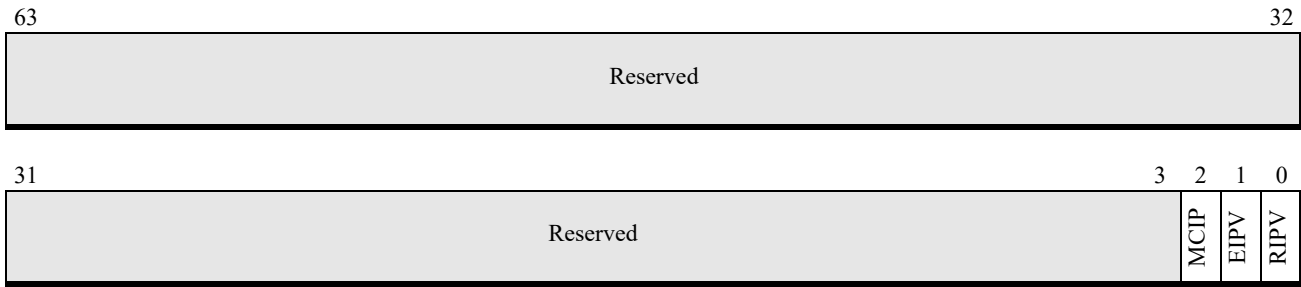 63 32
Reserved
31 3 2 1 0
Reserved MCIP EIPV RIPV